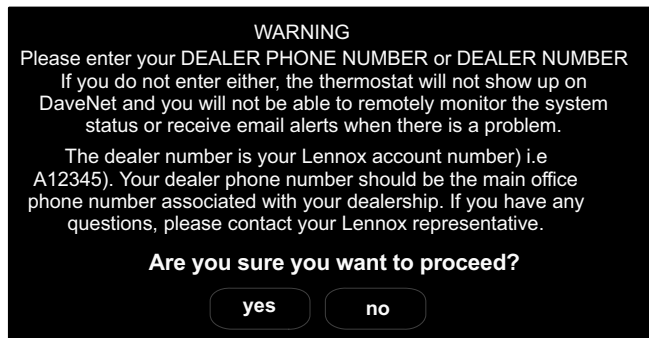 WARNING
Please enter your DEALER PHONE NUMBER or DEALER NUMBER
If you do not enter either, the thermostat will not show up on
DaveNet and you will not be able to remotely monitor the system
status or receive email alerts when there is a problem.
The dealer number is your Lennox account number) i.e
A12345). Your dealer phone number should be the main office
phone number associated with your dealership. If you have any
questions, please contact your Lennox representative.
Are you sure you want to proceed?
yes no